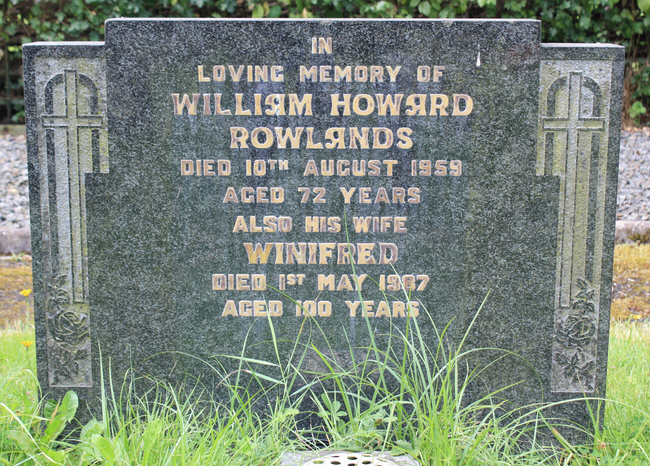 IN
LOVING MEMORY OF
WILLIAM HOWARD
ROWLANDS
DIED 10TH AUGUST 1959
AGED 72 YEARS
ALSO HIS WIFE
WINIFRED
DIED 1ST MAY 1987
AGED 100 YEARS